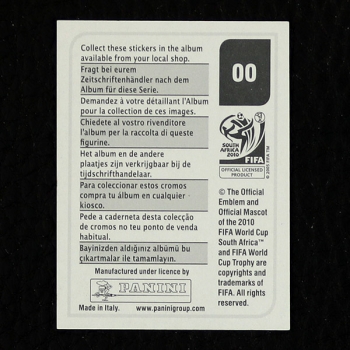 Collect these stickers in the album
available from your local shop.
Fragt bei eurem
Zeitschriftenhändler nach dem
Album für diese Serie.
Demandez à votre détaillant l'Album
pour la collection de ces images.
Chiedete al vostro rivenditore
l'album per la raccolta di queste
figurine.
Het album en de andere
plaatjes zijn verkrijgbaar bij de
tijdschrifthandelaar.
Para coleccionar estos cromos
compra tu álbum en cualquier
kiosco.
Pede a caderneta desta colecção
de cromos no teu ponto de venda
habitual.
Bayinizden aldığınız albümü bu
çıkartmalar ile tamamlayın.
Manufactured under licence by
PANINI
Made in Italy. www.paninigroup.com
00
SOUTH
AFRICA
2010
FIFA
OFFICIAL LICENSED
PRODUCT
© 2005 FIFA TM
© The Official
Emblem and
Official Mascot
of the 2010
FIFA World Cup
South Africa™
and FIFA World
Cup Trophy are
copyrights and
trademarks of
FIFA. All rights
reserved.